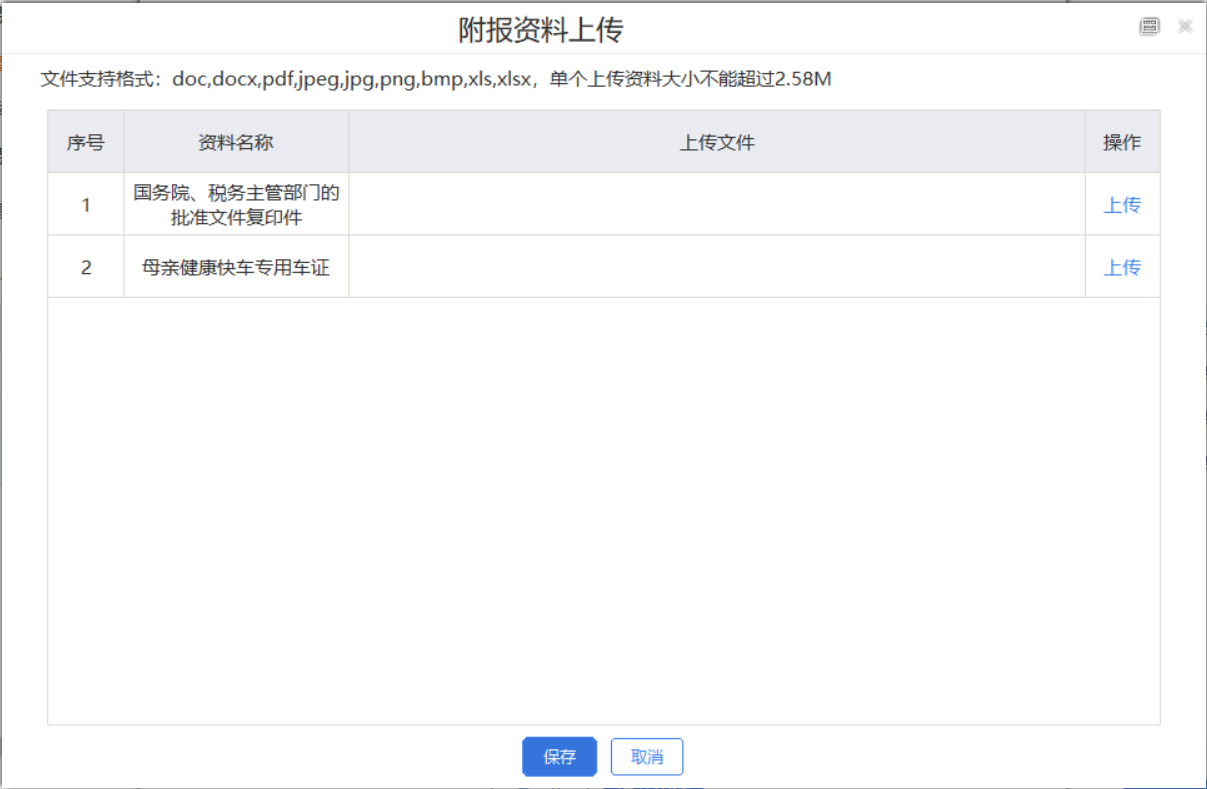 附报资料上传
文件支持格式：doc,docx,pdf,jpeg,jpg,png,bmp,xls,xlsx，单个上传资料大小不能超过2.58M
序号 资料名称 上传文件 操作
1 国务院、税务主管部门的 上传
批准文件复印件
2 母亲健康快车专用车证 上传
保存 取消